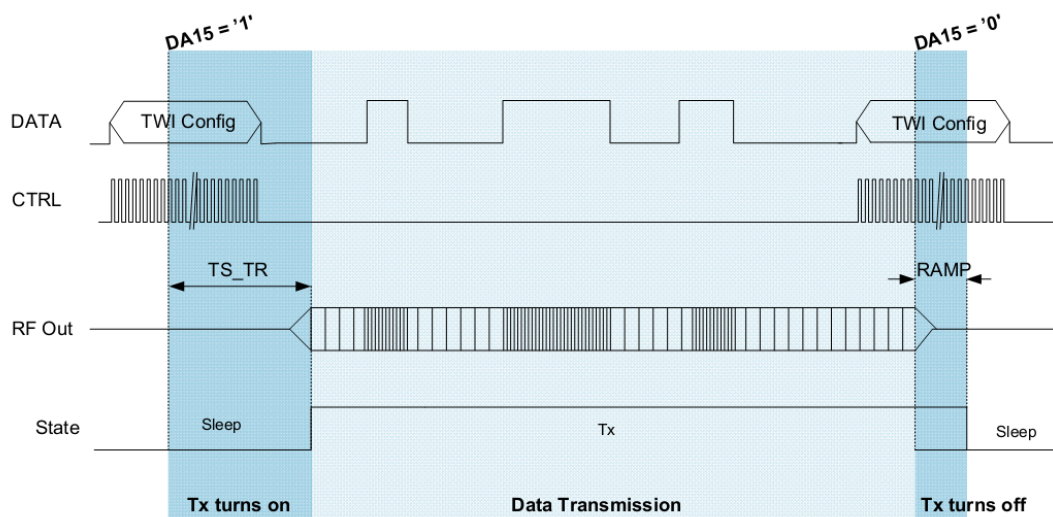 DA15 = '1'
DA15 = '0'
DATA
TWI Config
TWI Config
CTRL
TS_TR
RAMP
RF Out
State
Sleep
Tx
Sleep
Tx turns on
Data Transmission
Tx turns off